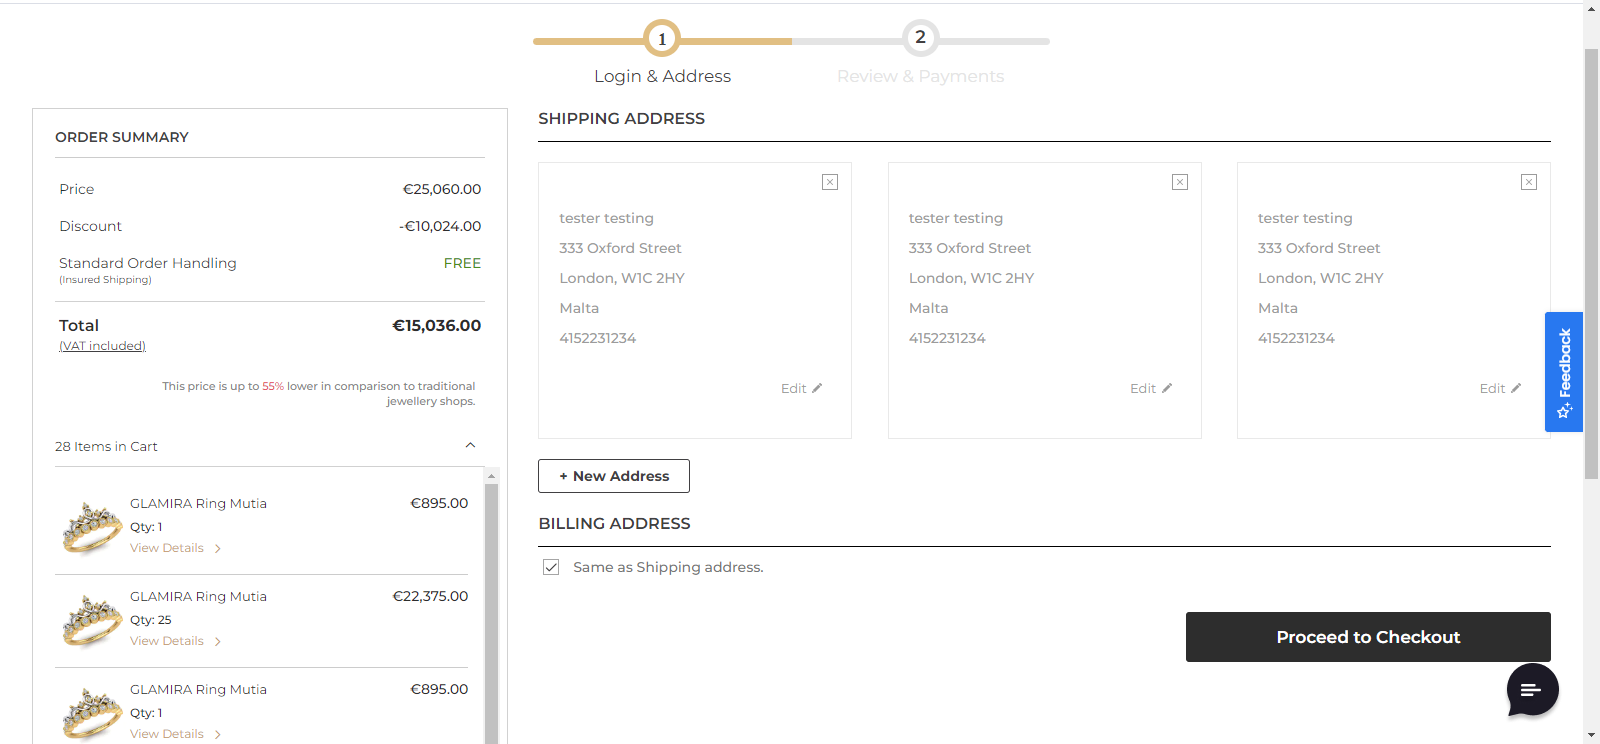 1
2
Login & Address
Review & Payments
ORDER SUMMARY
Price €25,060.00
Discount -€10,024.00
Standard Order Handling FREE
(Insured Shipping)
Total €15,036.00
(VAT included)
This price is up to 55% lower in comparison to traditional
jewellery shops.
28 Items in Cart
GLAMIRA Ring Mutia €895.00
Qty: 1
View Details
GLAMIRA Ring Mutia €22,375.00
Qty: 25
View Details
GLAMIRA Ring Mutia €895.00
Qty: 1
View Details
SHIPPING ADDRESS
tester testing
333 Oxford Street
London, W1C 2HY
Malta
4152231234
Edit
tester testing
333 Oxford Street
London, W1C 2HY
Malta
4152231234
Edit
tester testing
333 Oxford Street
London, W1C 2HY
Malta
4152231234
Edit
+ New Address
BILLING ADDRESS
Same as Shipping address.
Proceed to Checkout
Feedback